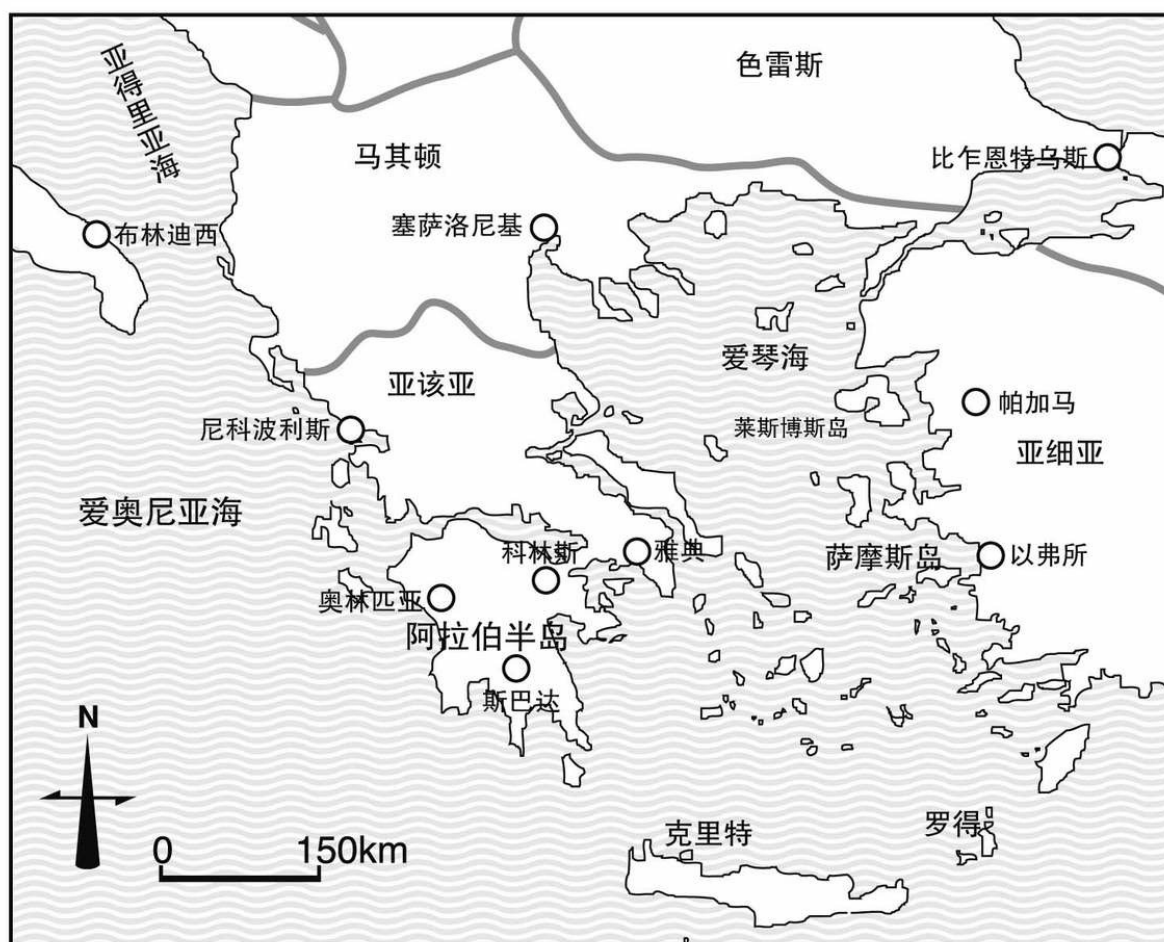 亚得里亚海
色雷斯
马其顿
比乍恩特乌斯
塞萨洛尼基
布林迪西
爱琴海
亚该亚
帕加马
莱斯博斯岛
尼科波利斯
亚细亚
爱奥尼亚海
科林斯
雅典
萨摩斯岛
以弗所
奥林匹亚
阿拉伯半岛
斯巴达
N
克里特
罗得
0 150km